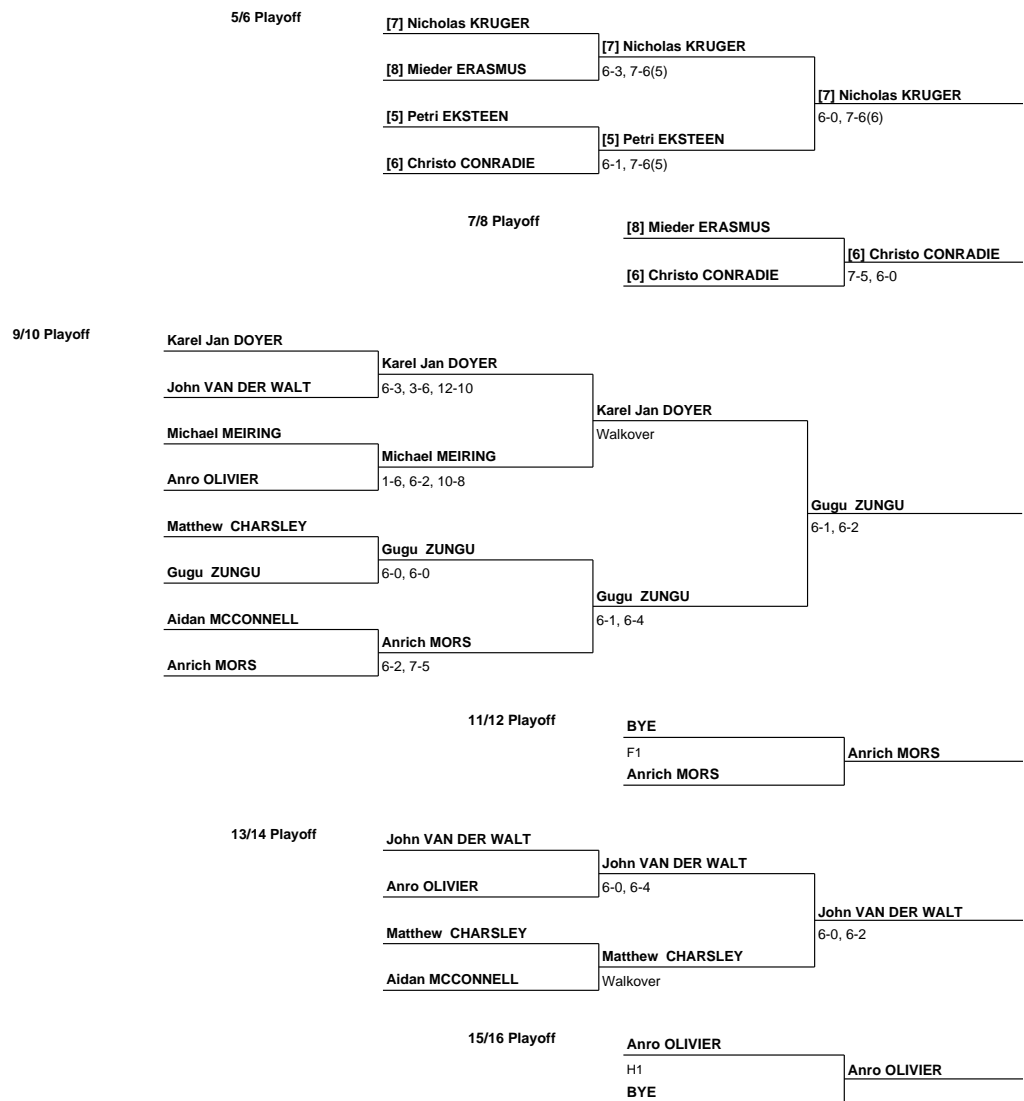 5/6 Playoff
[7] Nicholas KRUGER
[7] Nicholas KRUGER
[8] Mieder ERASMUS
6-3, 7-6(5)
[7] Nicholas KRUGER
[5] Petri EKSTEEN
6-0, 7-6(6)
[5] Petri EKSTEEN
[6] Christo CONRADIE
6-1, 7-6(5)
7/8 Playoff
[8] Mieder ERASMUS
[6] Christo CONRADIE
[6] Christo CONRADIE
7-5, 6-0
9/10 Playoff
Karel Jan DOYER
Karel Jan DOYER
John VAN DER WALT
6-3, 3-6, 12-10
Karel Jan DOYER
Michael MEIRING
Walkover
Michael MEIRING
Anro OLIVIER
1-6, 6-2, 10-8
Gugu ZUNGU
Matthew CHARSLEY
6-1, 6-2
Gugu ZUNGU
Gugu ZUNGU
6-0, 6-0
Gugu ZUNGU
Aidan MCCONNELL
6-1, 6-4
Anrich MORS
Anrich MORS
6-2, 7-5
11/12 Playoff
BYE
F1
Anrich MORS
Anrich MORS
13/14 Playoff
John VAN DER WALT
John VAN DER WALT
Anro OLIVIER
6-0, 6-4
John VAN DER WALT
Matthew CHARSLEY
6-0, 6-2
Matthew CHARSLEY
Aidan MCCONNELL
Walkover
15/16 Playoff
Anro OLIVIER
H1
Anro OLIVIER
BYE